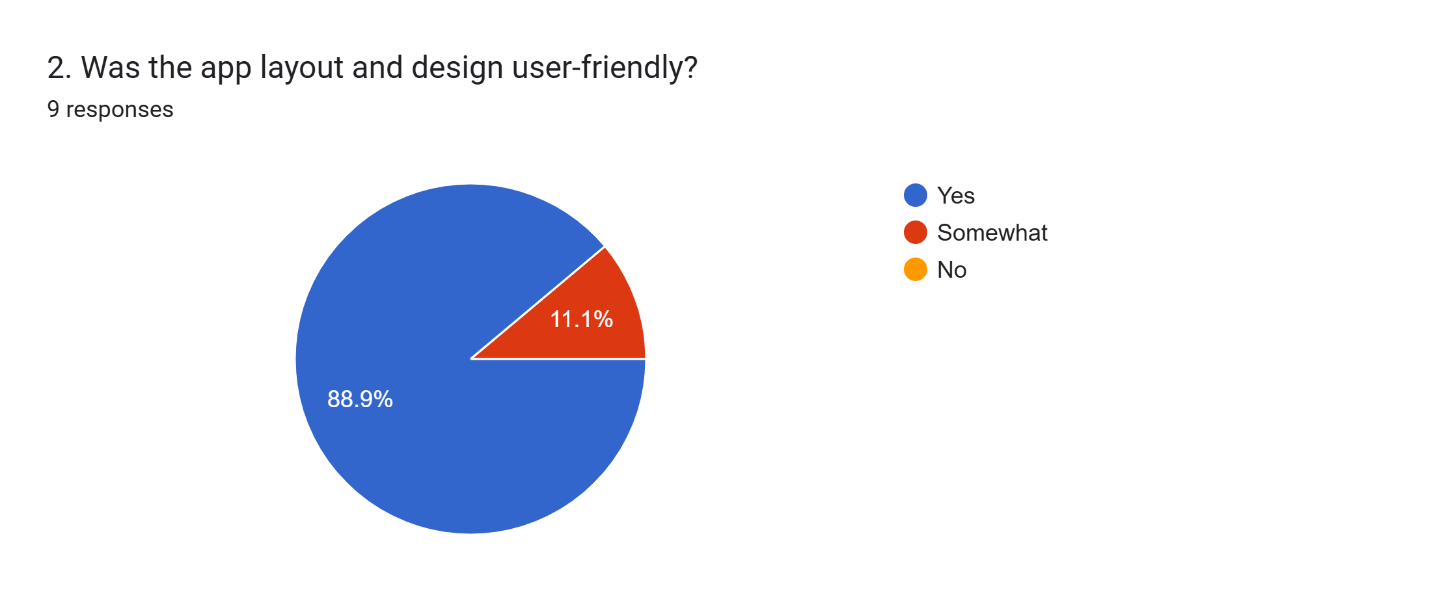 2. Was the app layout and design user-friendly?
9 responses
Yes
Somewhat
No
11.1%
88.9%